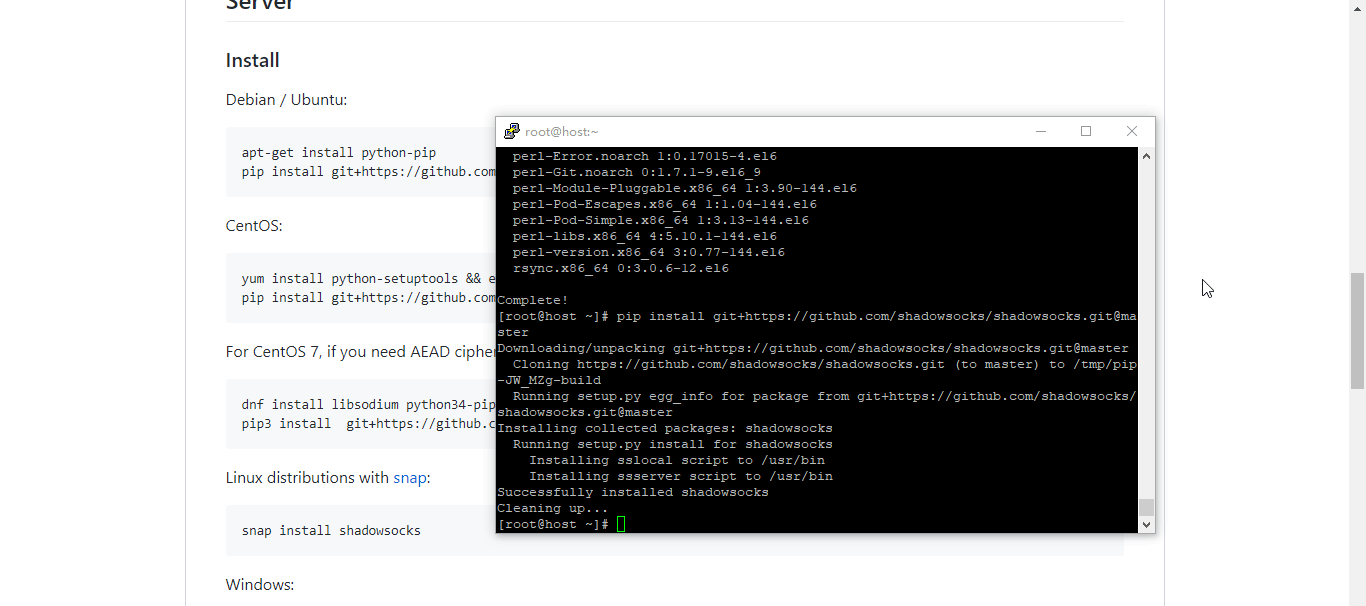 Server
Install
Debian / Ubuntu:
apt-get install python-pip
pip install git+https://github.com
CentOS:
yum install python-setuptools && e
pip install git+https://github.com
For CentOS 7, if you need AEAD cipher
dnf install libsodium python34-pip
pip3 install  git+https://github.c
Linux distributions with snap:
snap install shadowsocks
Windows:
root@host:~
perl-Error.noarch 1:0.17015-4.el6
perl-Git.noarch 0:1.7.1-9.el6_9
perl-Module-Pluggable.x86_64 1:3.90-144.el6
perl-Pod-Escapes.x86_64 1:1.04-144.el6
perl-Pod-Simple.x86_64 1:3.13-144.el6
perl-libs.x86_64 4:5.10.1-144.el6
perl-version.x86_64 3:0.77-144.el6
rsync.x86_64 0:3.0.6-12.el6
Complete!
[root@host ~]# pip install git+https://github.com/shadowsocks/shadowsocks.git@ma
ster
Downloading/unpacking git+https://github.com/shadowsocks/shadowsocks.git@master
Cloning https://github.com/shadowsocks/shadowsocks.git (to master) to /tmp/pip
-JW_MZg-build
Running setup.py egg_info for package from git+https://github.com/shadowsocks/
shadowsocks.git@master
Installing collected packages: shadowsocks
Running setup.py install for shadowsocks
Installing sslocal script to /usr/bin
Installing ssserver script to /usr/bin
Successfully installed shadowsocks
Cleaning up...
[root@host ~]#